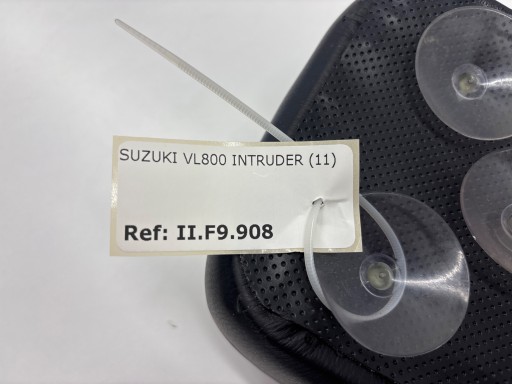 SUZUKI VL800 INTRUDER (11)
Ref: II.F9.908